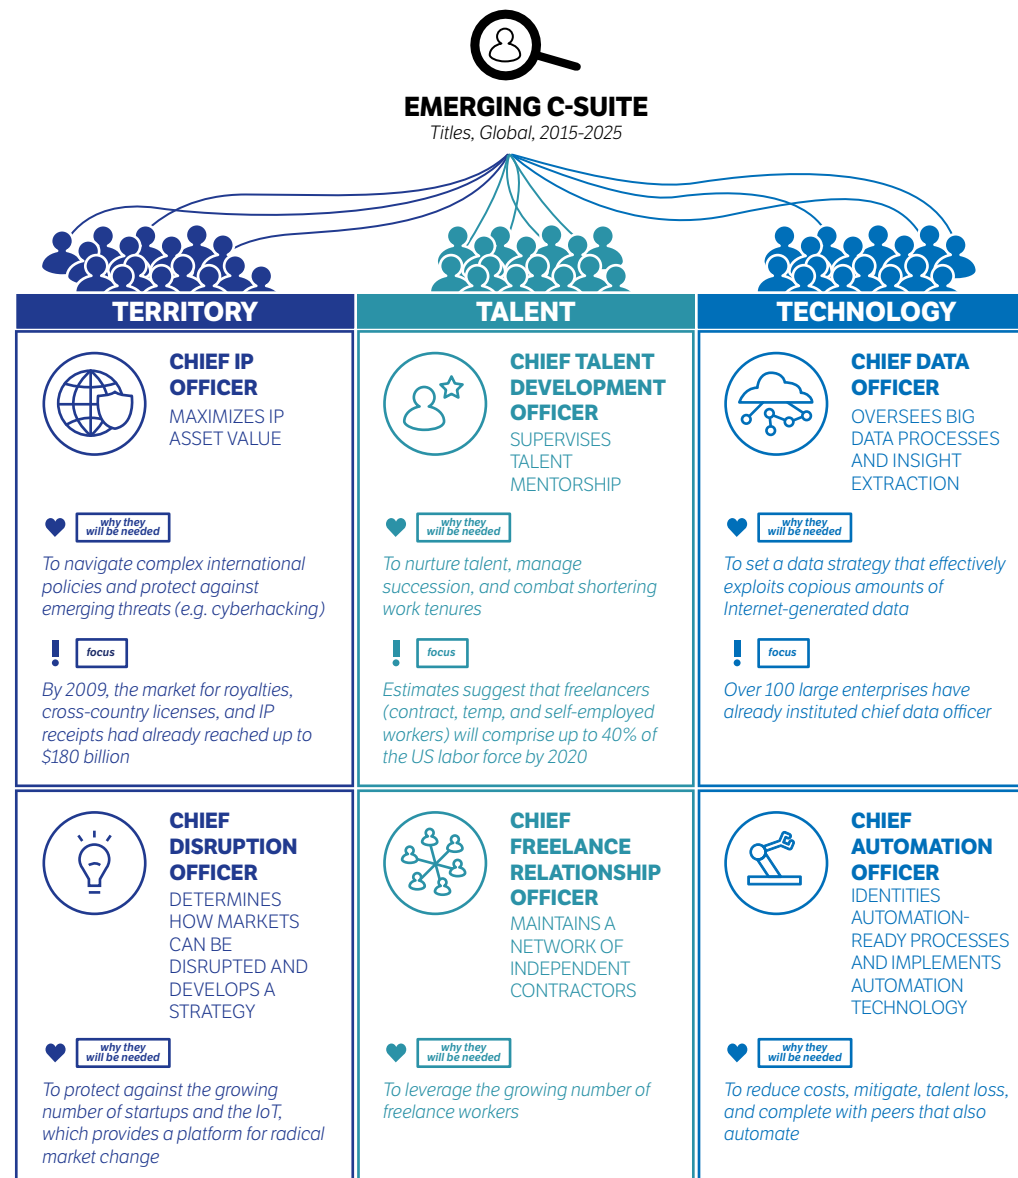 EMERGING C-SUITE
Titles, Global, 2015-2025
TERRITORY
CHIEF IP
OFFICER
MAXIMIZES IP
ASSET VALUE
why they
will be needed
To navigate complex international
policies and protect against
emerging threats (e.g. cyberhacking)
focus
By 2009, the market for royalties,
cross-country licenses, and IP
receipts had already reached up to
$180 billion
CHIEF
DISRUPTION
OFFICER
DETERMINES
HOW MARKETS
CAN BE
DISRUPTED AND
DEVELOPS A
STRATEGY
why they
will be needed
To protect against the growing
number of startups and the IoT,
which provides a platform for radical
market change
TALENT
CHIEF TALENT
DEVELOPMENT
OFFICER
SUPERVISES
TALENT
MENTORSHIP
why they
will be needed
To nurture talent, manage
succession, and combat shortering
work tenures
focus
Estimates suggest that freelancers
(contract, temp, and self-employed
workers) will comprise up to 40% of
the US labor force by 2020
CHIEF
FREELANCE
RELATIONSHIP
OFFICER
MAINTAINS A
NETWORK OF
INDEPENDENT
CONTRACTORS
why they
will be needed
To leverage the growing number of
freelance workers
TECHNOLOGY
CHIEF DATA
OFFICER
OVERSEES BIG
DATA PROCESSES
AND INSIGHT
EXTRACTION
why they
will be needed
To set a data strategy that effectively
exploits copious amounts of
Internet-generated data
focus
Over 100 large enterprises have
already instituted chief data officer
CHIEF
AUTOMATION
OFFICER
IDENTITIES
AUTOMATION-
READY PROCESSES
AND IMPLEMENTS
AUTOMATION
TECHNOLOGY
why they
will be needed
To reduce costs, mitigate, talent loss,
and complete with peers that also
automate